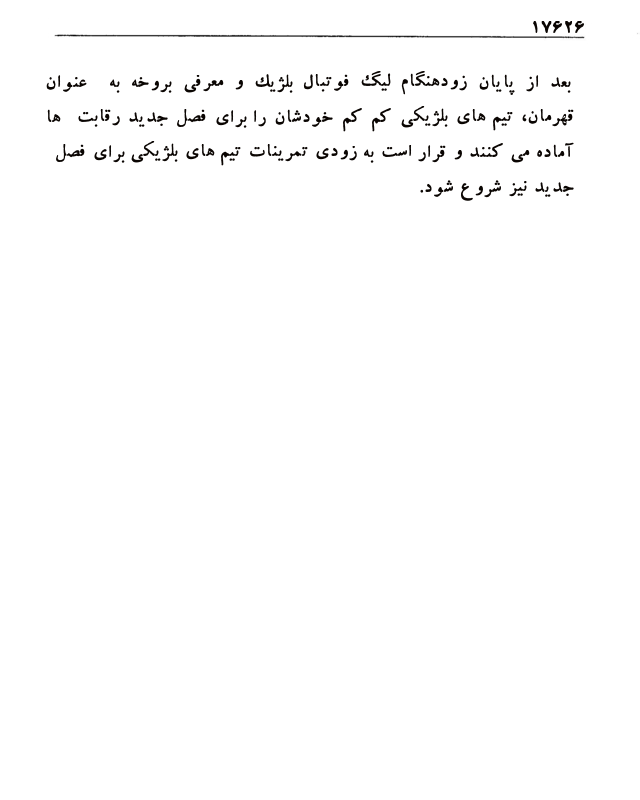 ۱۷۶۲۶
بعد از پایان زودهنگام لیگ فوتبال بلژیك و معرفی بروخه به عنوان
قهرمان، تیم های بلژیکی کم کم خودشان را برای فصل جدید رقابت ها
آماده می کنند و قرار است به زودی تمرینات تیم های بلژیکی برای فصل
جدید نیز شروع شود.